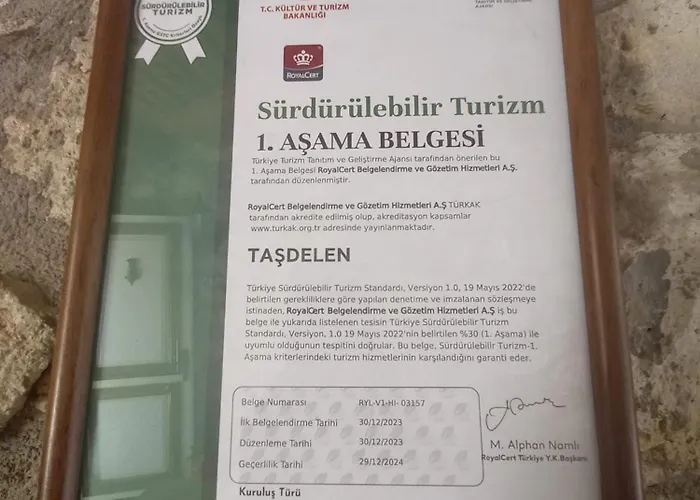 SÜRDÜRÜLEBİLİR
TURİZM
T.C. KÜLTÜR VE TURİZM
BAKANLIĞI
AJANSI
ROYALCERT
Sürdürülebilir Turizm
1. AŞAMA BELGESİ
Türkiye Turizm Tanıtım ve Geliştirme Ajansı tarafından önerilen bu
1. Aşama Belgesi RoyalCert Belgelendirme ve Gözetim Hizmetleri A.Ş.
tarafından düzenlenmiştir.
RoyalCert Belgelendirme ve Gözetim Hizmetleri A.Ş TÜRKAK
tarafından akredite edilmiş olup, akreditasyon kapsamlar
www.turkak.org.tr adresinde yayınlanmaktadır.
TAŞDELEN
Türkiye Sürdürülebilir Turizm Standardı, Versiyon 1.0, 19 Mayıs 2022'de
belirtilen gerekliliklere göre yapılan denetime ve imzalanan sözleşmeye
istinaden, RoyalCert Belgelendirme ve Gözetim Hizmetleri A.Ş iş bu
belge ile yukarıda listelenen tesisin Türkiye Sürdürülebilir Turizm
Standardı, Versiyon, 1.0 19 Mayıs 2022'nin belirtilen %30 (1. Aşama) ile
uyumlu olduğunun tespitini doğrular. Bu belge, Sürdürülebilir Turizm-1.
Aşama kriterlerindeki turizm hizmetlerinin karşılandığını garanti eder.
Belge Numarası RYL-V1-HI- 03157
İlk Belgelendirme Tarihi 30/12/2023
Düzenleme Tarihi 30/12/2023
Geçerlilik Tarihi 29/12/2024
M. Alphan Namlı
RoyalCert Türkiye Y.K.Başkanı
Kuruluş Türü